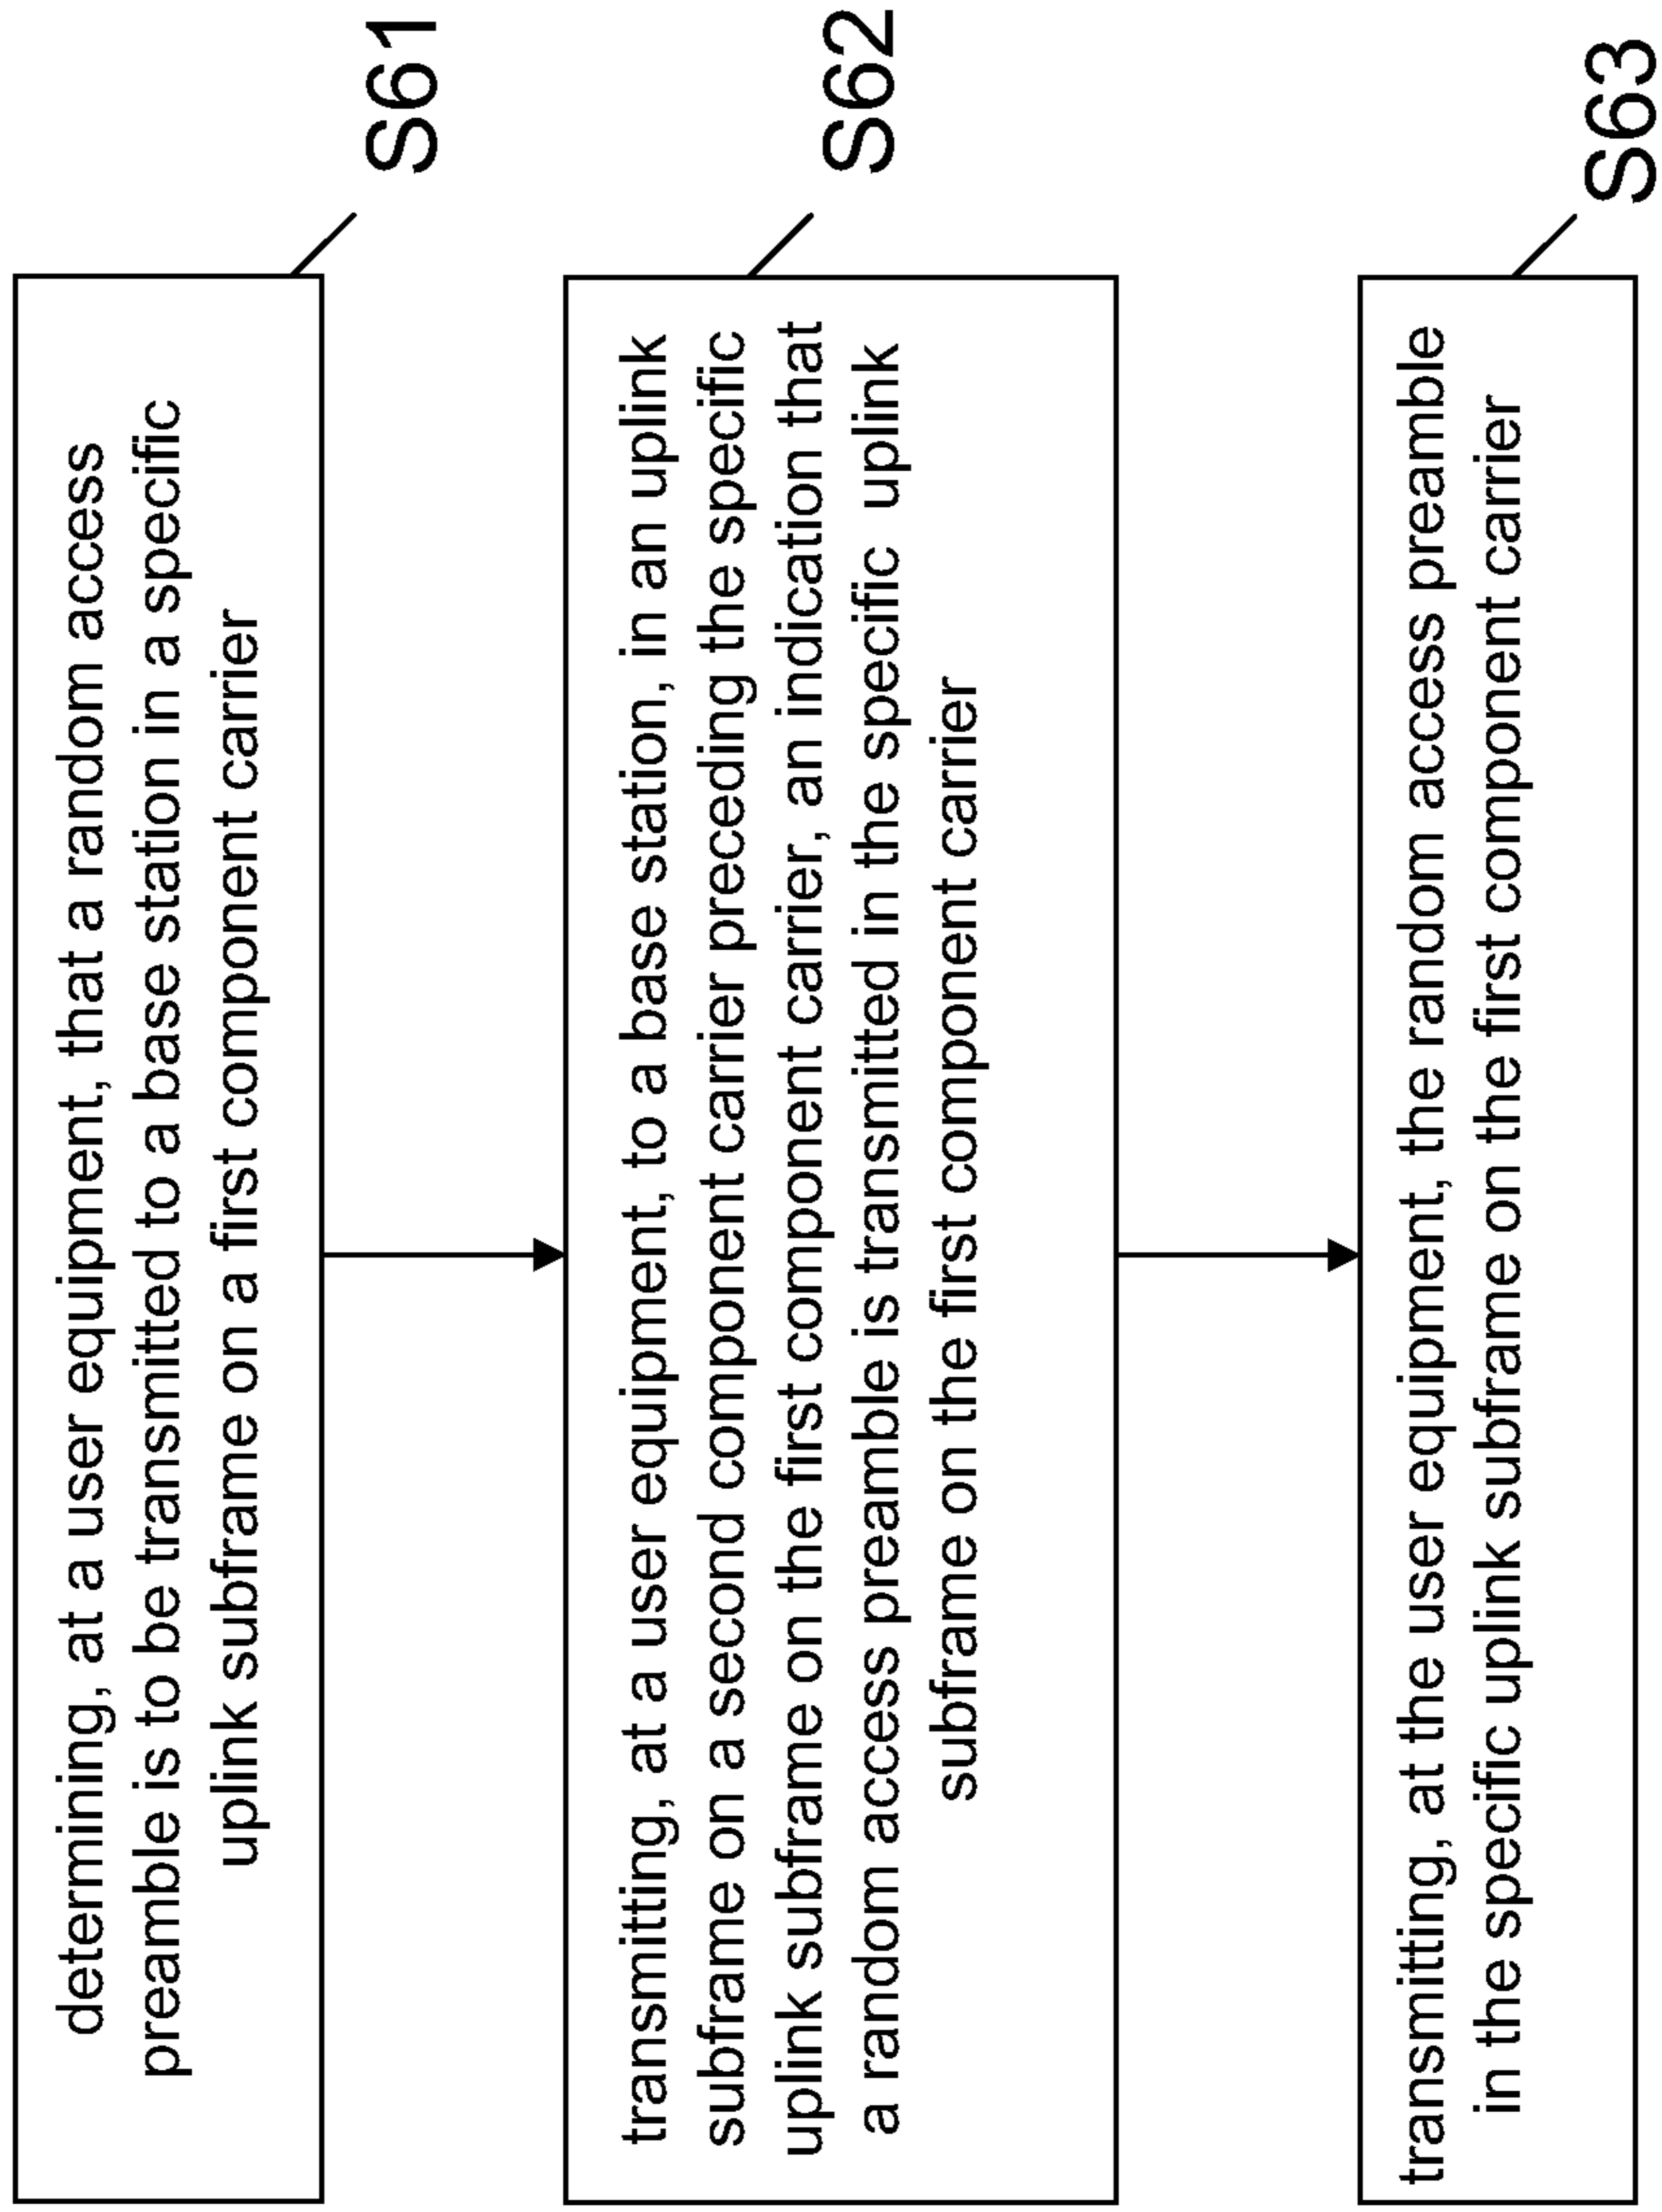 determining, at a user equipment, that a random access
preamble is to be transmitted to a base station in a specific
uplink subframe on a first component carrier
S61
transmitting, at a user equipment, to a base station, in an uplink
subframe on a second component carrier preceding the specific
uplink subframe on the first component carrier, an indication that
a random access preamble is transmitted in the specific uplink
subframe on the first component carrier
S62
transmitting, at the user equipment, the random access preamble
in the specific uplink subframe on the first component carrier
S63